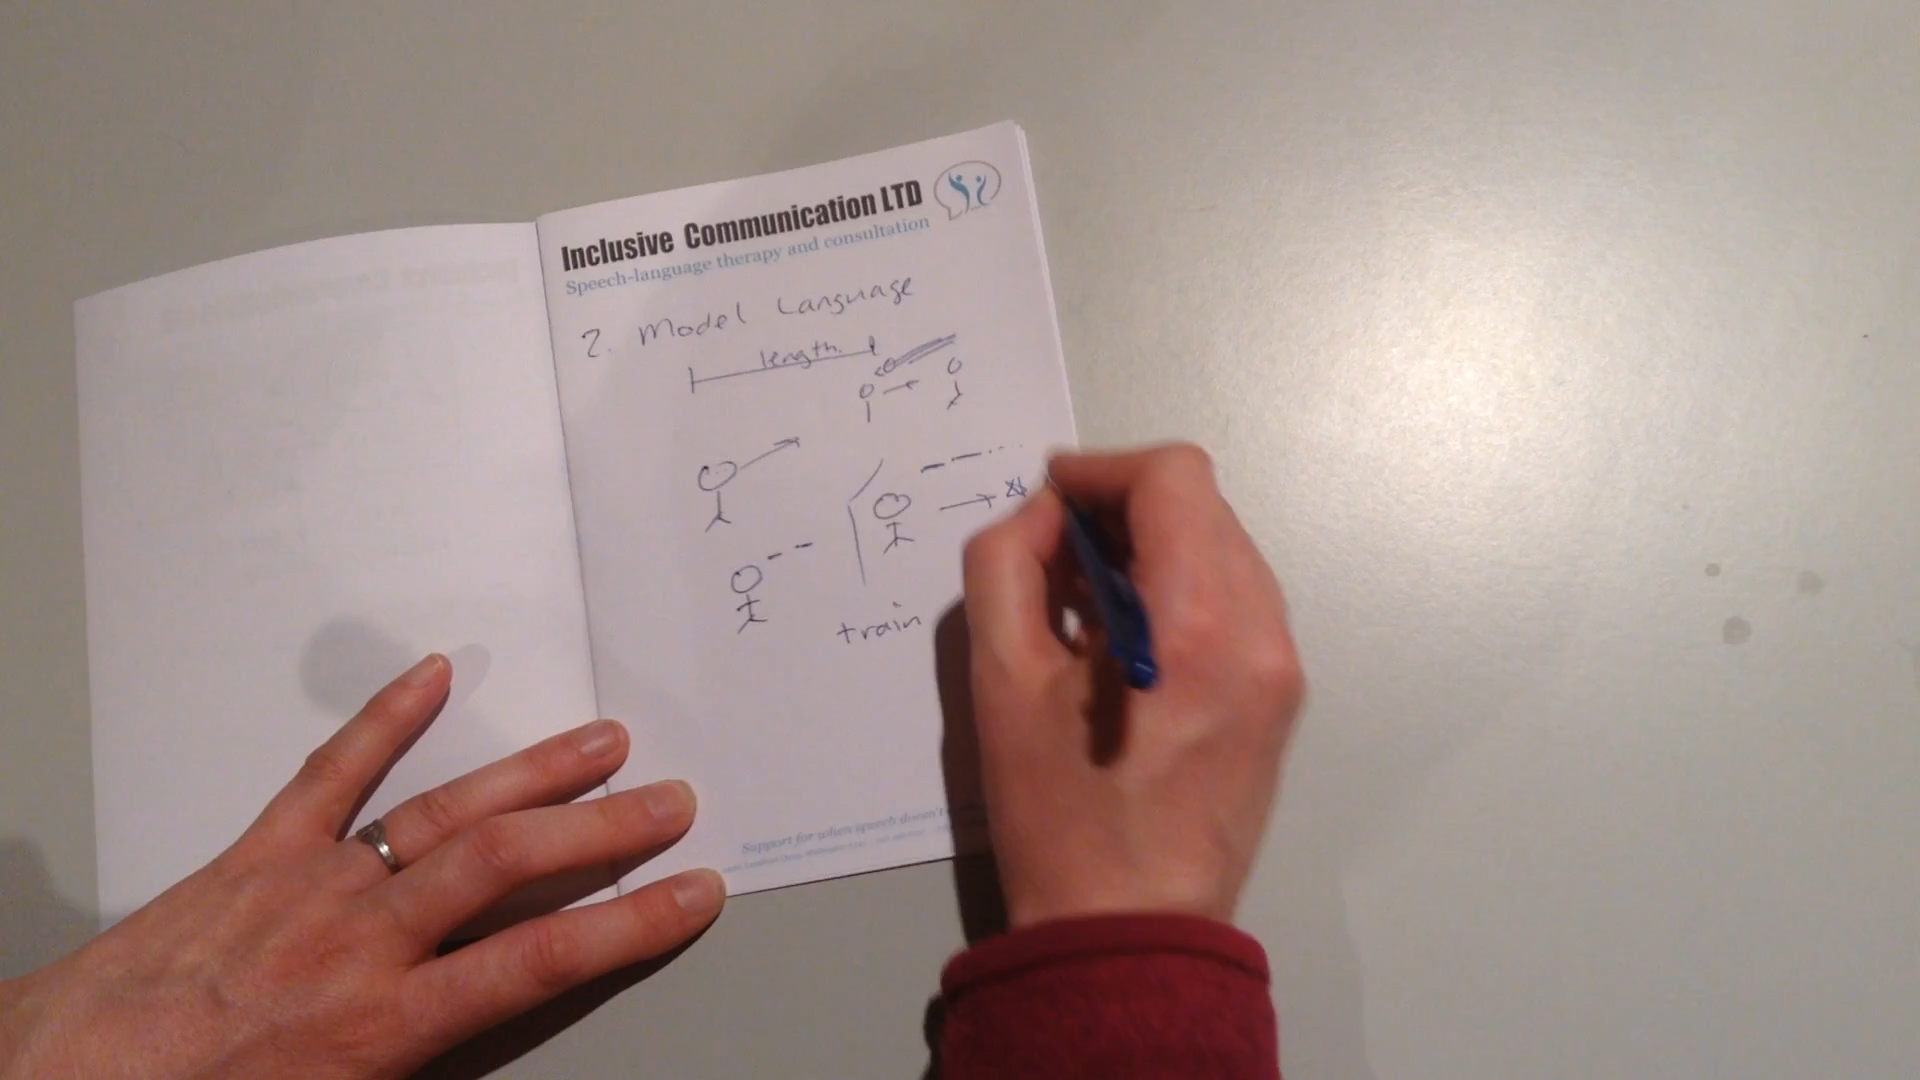 Inclusive Communication LTD
Speech-language therapy and consultation
2. Model Language
length.
train
Support for when speech doesn't